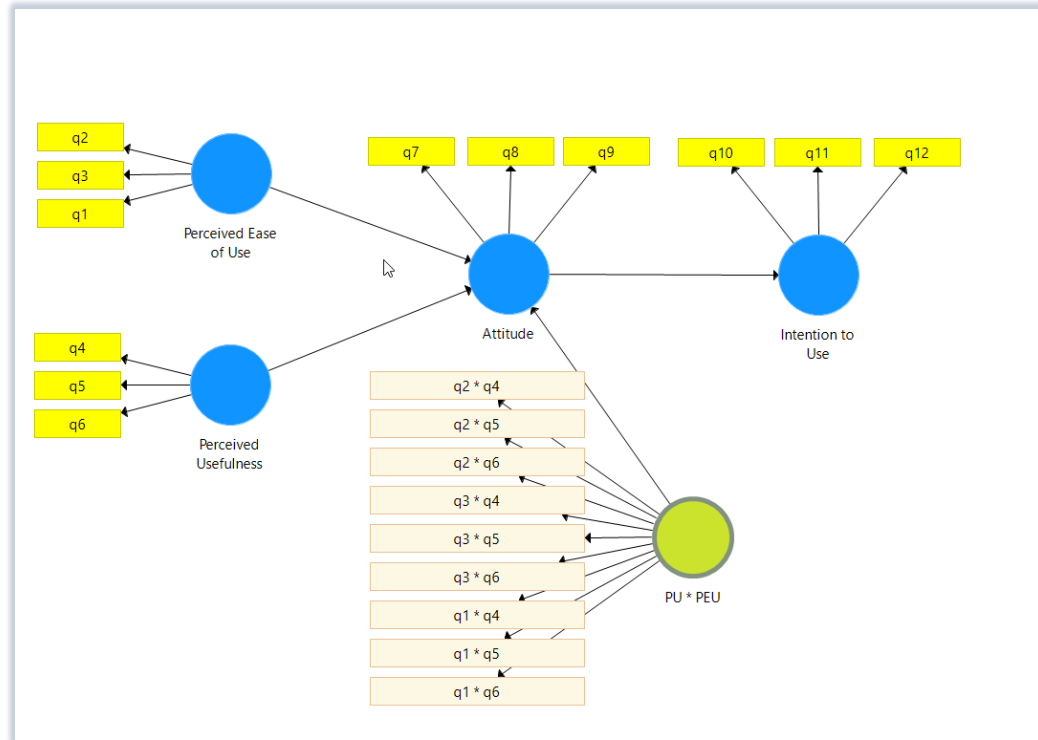 q2
q3
q1
Perceived Ease
of Use
q7
q8
q9
q10
q11
q12
Attitude
Intention to
Use
q4
q5
q6
Perceived
Usefulness
q2 * q4
q2 * q5
q2 * q6
q3 * q4
q3 * q5
q3 * q6
q1 * q4
q1 * q5
q1 * q6
PU * PEU